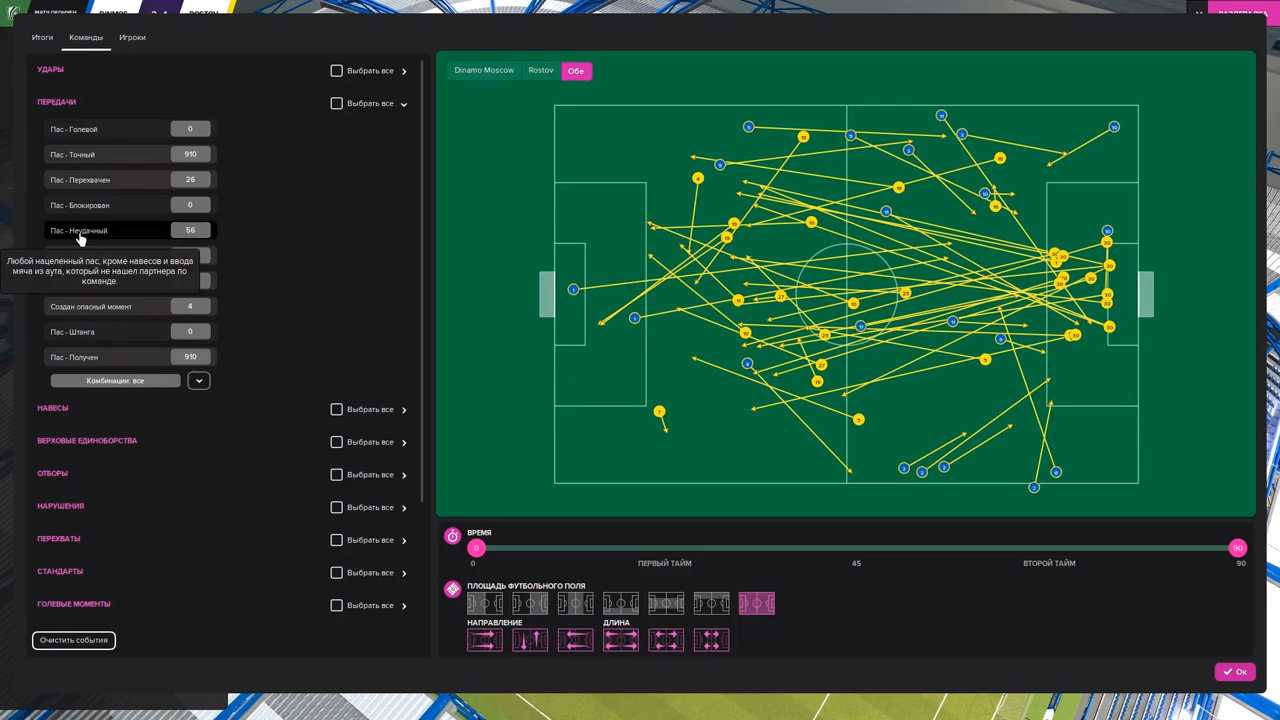 Итоги
Команды
Игроки
УДАРЫ
Выбрать все
ПЕРЕДАЧИ
Выбрать все
Пас - Голевой
0
Пас - Точный
910
Пас - Перехвачен
26
Пас - Блокирован
0
Пас - Неудачный
56
Любой нацеленный пас, кроме навесов и ввода
мяча из аута, который не нашел партнера по
команде.
Создан опасный момент
4
Пас - Штанга
0
Пас - Получен
910
Комбинации: все
НАВЕСЫ
Выбрать все
ВЕРХОВЫЕ ЕДИНОБОРСТВА
Выбрать все
ОТБОРЫ
Выбрать все
НАРУШЕНИЯ
Выбрать все
ПЕРЕХВАТЫ
Выбрать все
СТАНДАРТЫ
Выбрать все
ГОЛЕВЫЕ МОМЕНТЫ
Выбрать все
Очистить события
Dinamo Moscow
Rostov
Обе
ВРЕМЯ
0
90
0
ПЕРВЫЙ ТАЙМ
45
ВТОРОЙ ТАЙМ
90
ПЛОЩАДЬ ФУТБОЛЬНОГО ПОЛЯ
НАПРАВЛЕНИЕ
ДЛИНА
Ок